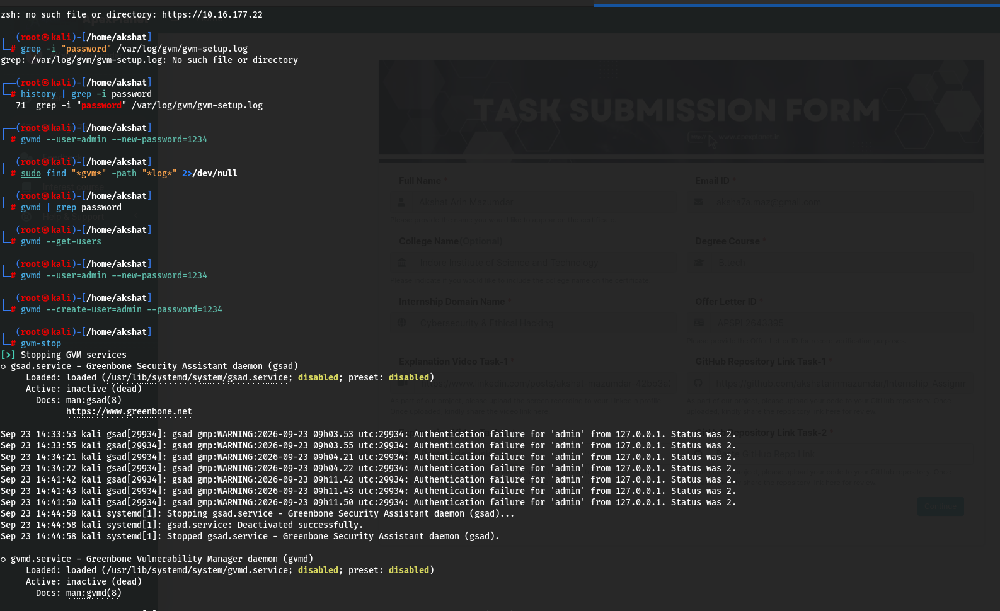 zsh: no such file or directory: https://10.16.177.22
ApexPlanet
┌──(root㉿kali)-[/home/akshat]
└─# grep -i "password" /var/log/gvm/gvm-setup.log
grep: /var/log/gvm/gvm-setup.log: No such file or directory
┌──(root㉿kali)-[/home/akshat]
└─# history | grep -i password
71 grep -i "password" /var/log/gvm/gvm-setup.log
┌──(root㉿kali)-[/home/akshat]
└─# gvmd --user=admin --new-password=1234
┌──(root㉿kali)-[/home/akshat]
└─# sudo find "*gvm*" -path "*log*" 2>/dev/null
┌──(root㉿kali)-[/home/akshat]
└─# gvmd | grep password
Help & Support
┌──(root㉿kali)-[/home/akshat]
└─# gvmd --get-users
┌──(root㉿kali)-[/home/akshat]
└─# gvmd --user=admin --new-password=1234
┌──(root㉿kali)-[/home/akshat]
└─# gvmd --create-user=admin --password=1234
┌──(root㉿kali)-[/home/akshat]
└─# gvm-stop
[>] Stopping GVM services
○ gsad.service - Greenbone Security Assistant daemon (gsad)
Loaded: loaded (/usr/lib/systemd/system/gsad.service; disabled; preset: disabled)
Active: inactive (dead)
Docs: man:gsad(8)
https://www.greenbone.net
Sep 23 14:33:53 kali gsad[29934]: gsad gmp:WARNING:2026-09-23 09h03.53 utc:29934: Authentication failure for 'admin' from 127.0.0.1. Status was 2.
Sep 23 14:33:55 kali gsad[29934]: gsad gmp:WARNING:2026-09-23 09h03.55 utc:29934: Authentication failure for 'admin' from 127.0.0.1. Status was 2.
Sep 23 14:34:21 kali gsad[29934]: gsad gmp:WARNING:2026-09-23 09h04.21 utc:29934: Authentication failure for 'admin' from 127.0.0.1. Status was 2.
Sep 23 14:34:22 kali gsad[29934]: gsad gmp:WARNING:2026-09-23 09h04.22 utc:29934: Authentication failure for 'admin' from 127.0.0.1. Status was 2.
Sep 23 14:41:42 kali gsad[29934]: gsad gmp:WARNING:2026-09-23 09h11.42 utc:29934: Authentication failure for 'admin' from 127.0.0.1. Status was 2.
Sep 23 14:41:43 kali gsad[29934]: gsad gmp:WARNING:2026-09-23 09h11.43 utc:29934: Authentication failure for 'admin' from 127.0.0.1. Status was 2.
Sep 23 14:41:50 kali gsad[29934]: gsad gmp:WARNING:2026-09-23 09h11.50 utc:29934: Authentication failure for 'admin' from 127.0.0.1. Status was 2.
Sep 23 14:44:58 kali systemd[1]: Stopping gsad.service - Greenbone Security Assistant daemon (gsad)...
Sep 23 14:44:58 kali systemd[1]: gsad.service: Deactivated successfully.
Sep 23 14:44:58 kali systemd[1]: Stopped gsad.service - Greenbone Security Assistant daemon (gsad).
○ gvmd.service - Greenbone Vulnerability Manager daemon (gvmd)
Loaded: loaded (/usr/lib/systemd/system/gvmd.service; disabled; preset: disabled)
Active: inactive (dead)
Docs: man:gvmd(8)
TASK SUBMISSION FORM
Full Name *
Email ID *
Akshat Arin Mazumdar
College Name(Optional)
Degree Course *
Indore Institute of Science and Technology
B.tech
Internship Domain Name *
Offer Letter ID *
Cybersecurity & Ethical Hacking
APSPL2643395
Explanation Video Task-1 *
GitHub Repository Link Task-1 *
GitHub Repository Link Task-2 *
Continue